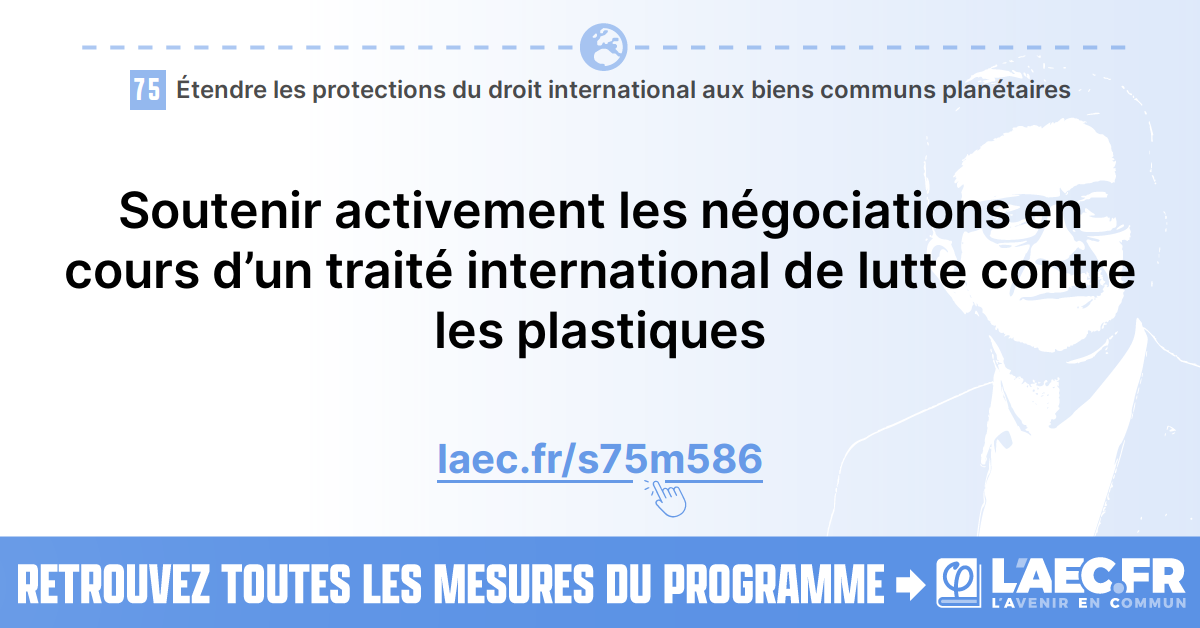 75 Étendre les protections du droit international aux biens communs planétaires
Soutenir activement les négociations en
cours d’un traité international de lutte contre
les plastiques
laec.fr/s75m586
RETROUVEZ TOUTES LES MESURES DU PROGRAMME
L'AEC.FR
L'AVENIR EN COMMUN